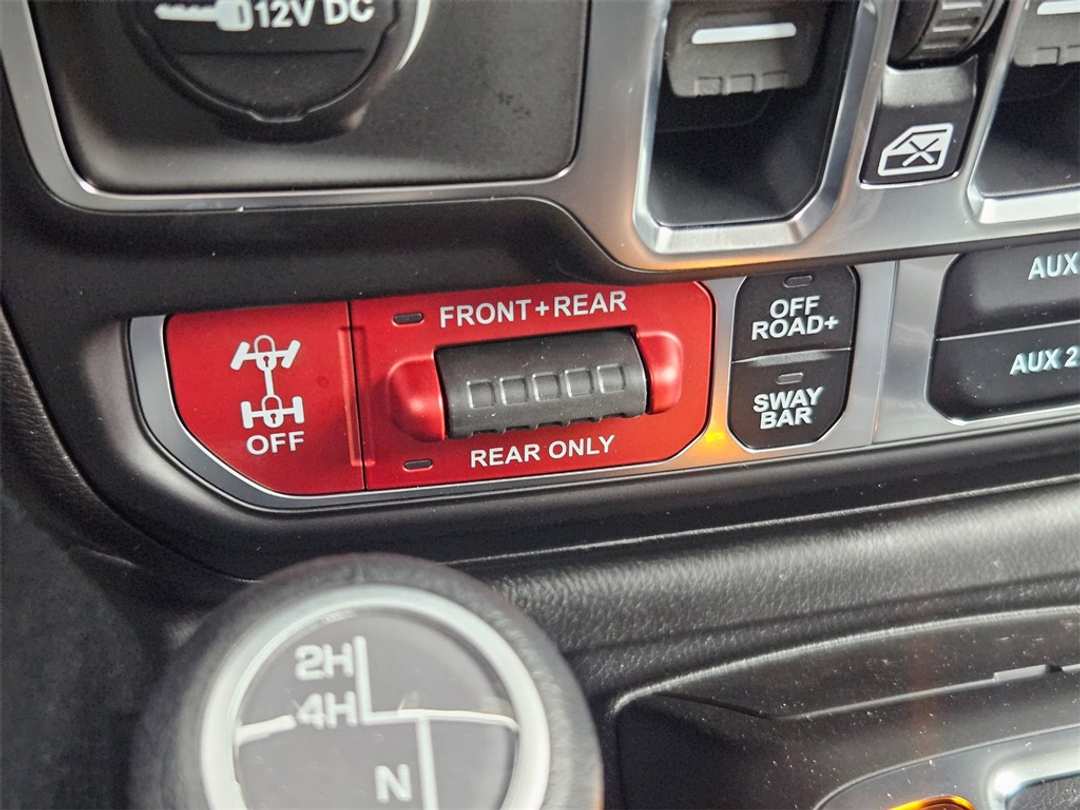 12V DC
FRONT+REAR
OFF
REAR ONLY
OFF
ROAD+
SWAY
BAR
AUX
AUX 2
2H
4H
N